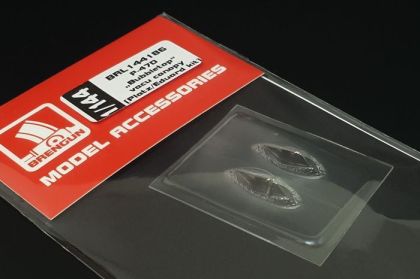 BRL144186
P-47D
„Bubbletop"
vacu canopy
(Platz/Eduard kit)
1/144
BRENGUN
MODEL ACCESSORIES